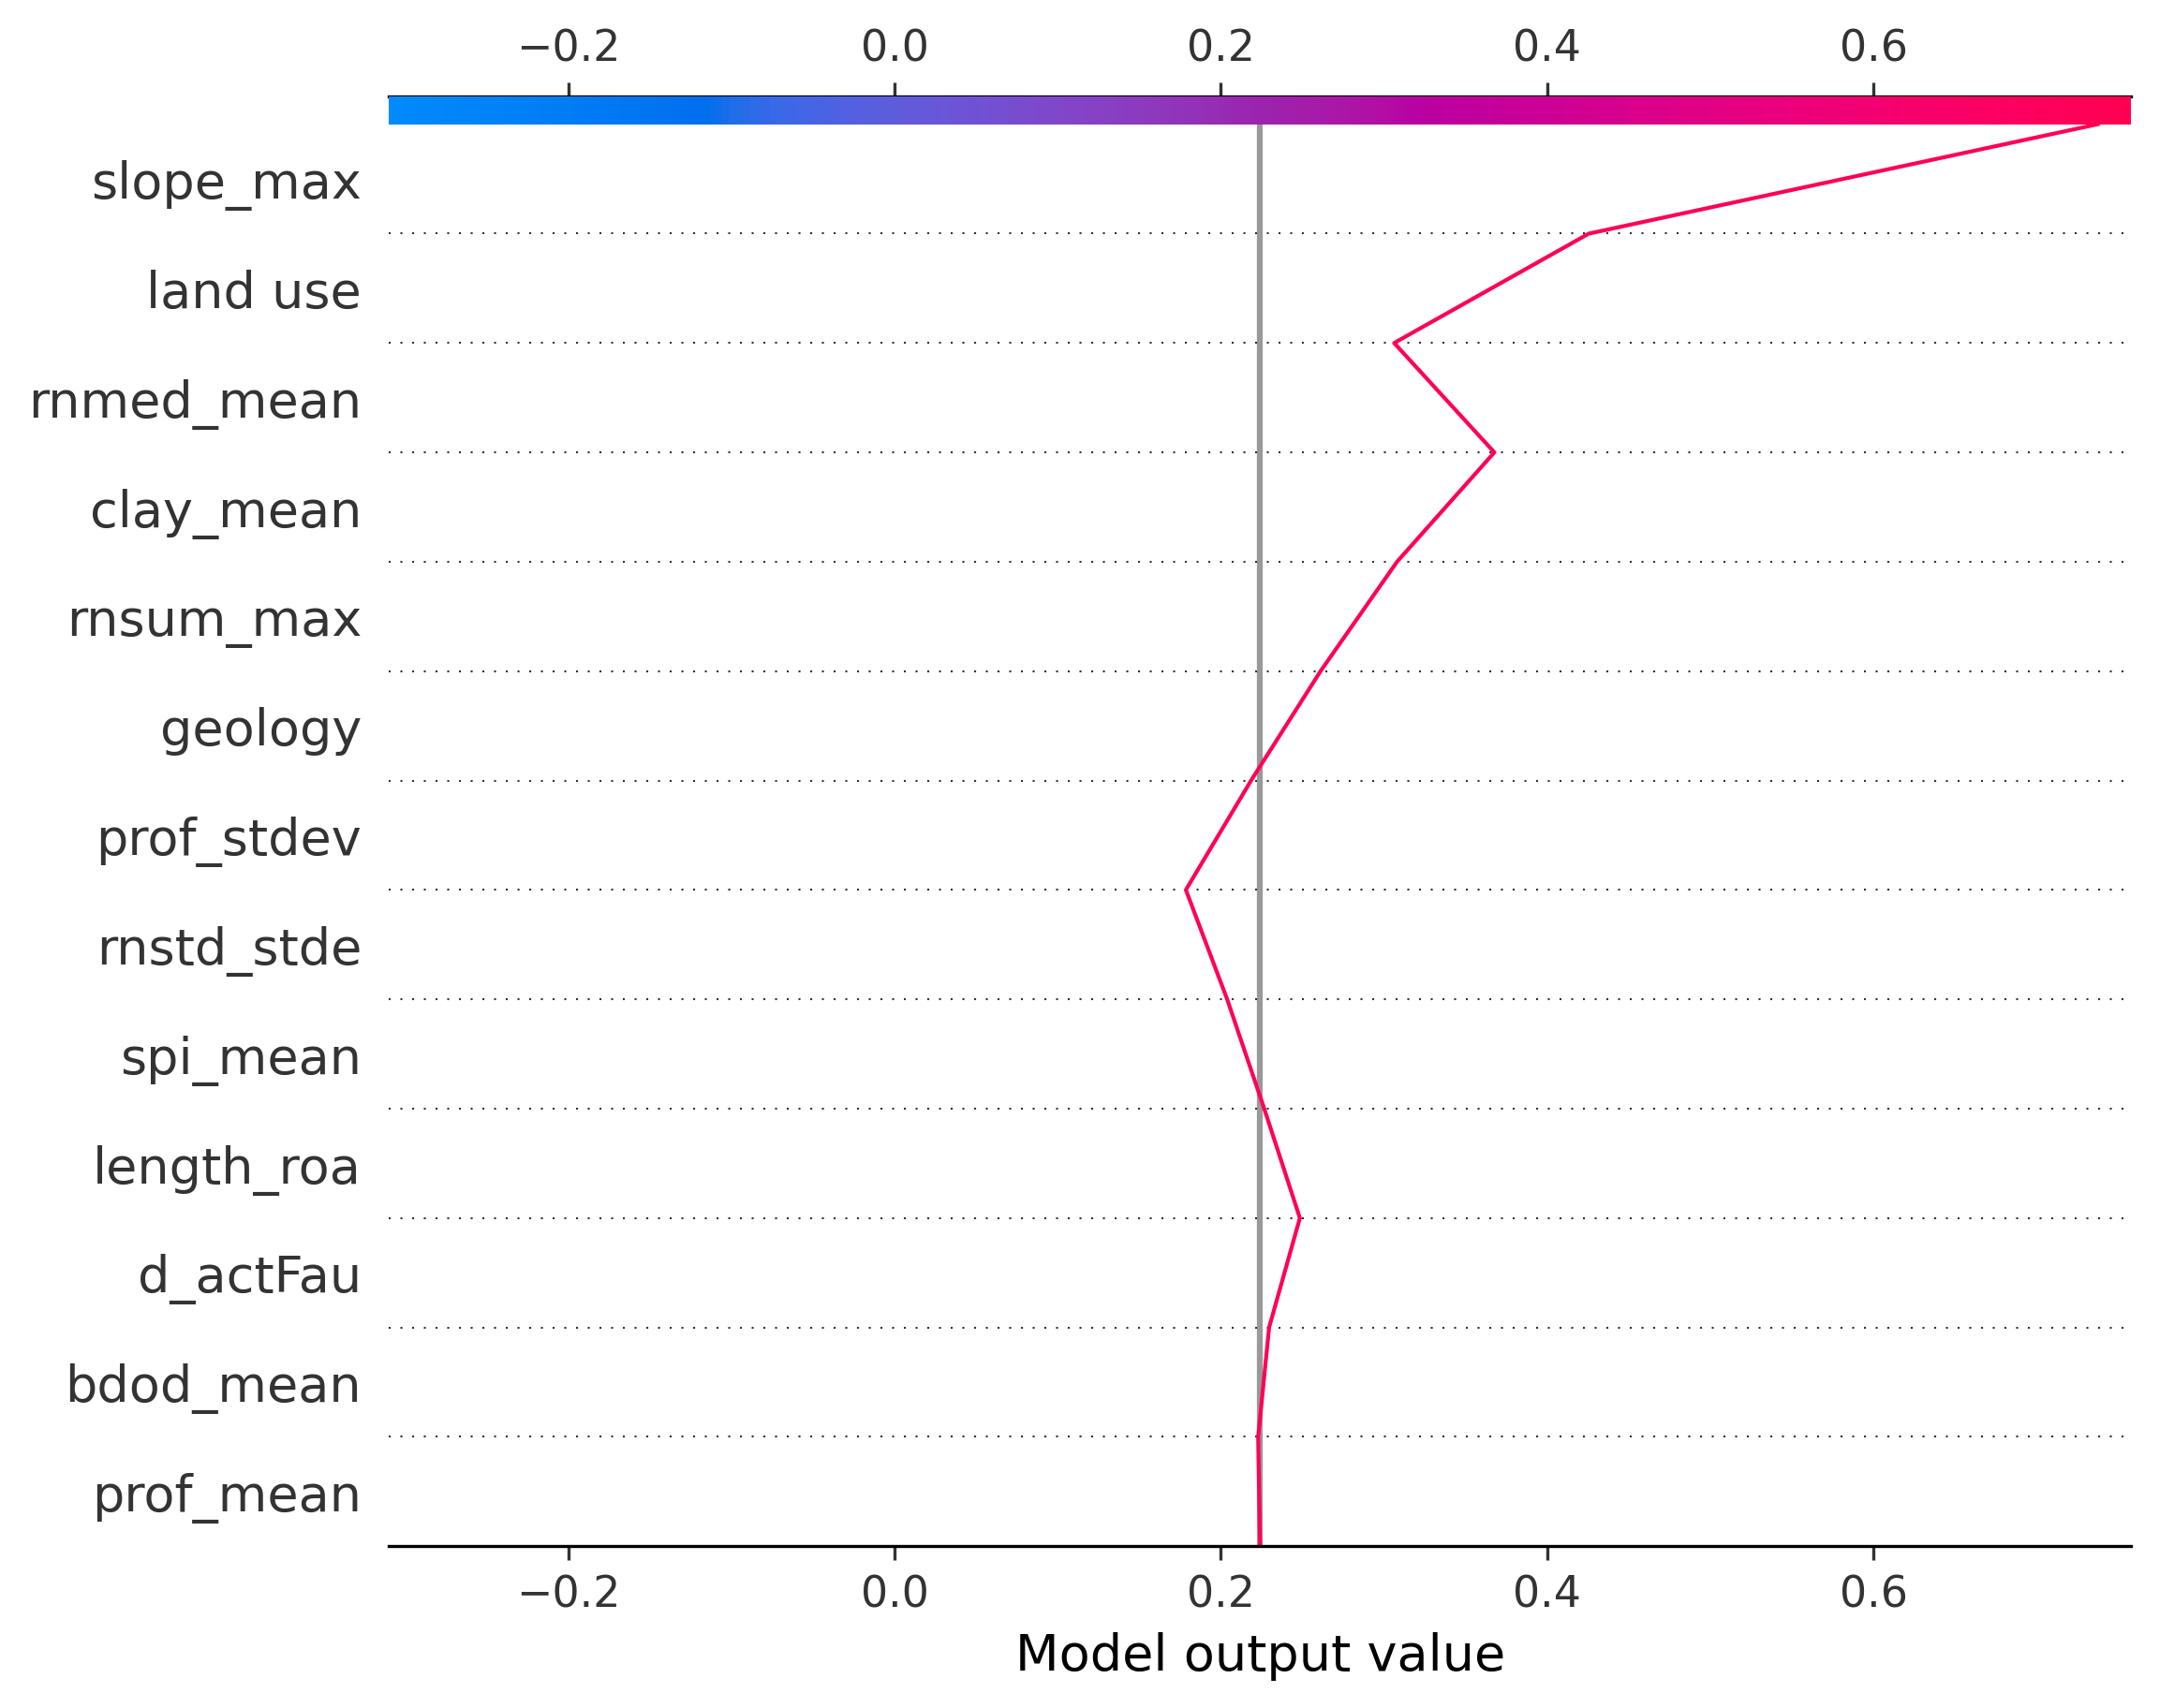 −0.2 0.0 0.2 0.4 0.6
slope_max
land use
rnmed_mean
clay_mean
rnsum_max
geology
prof_stdev
rnstd_stde
spi_mean
length_roa
d_actFau
bdod_mean
prof_mean
−0.2 0.0 0.2 0.4 0.6
Model output value